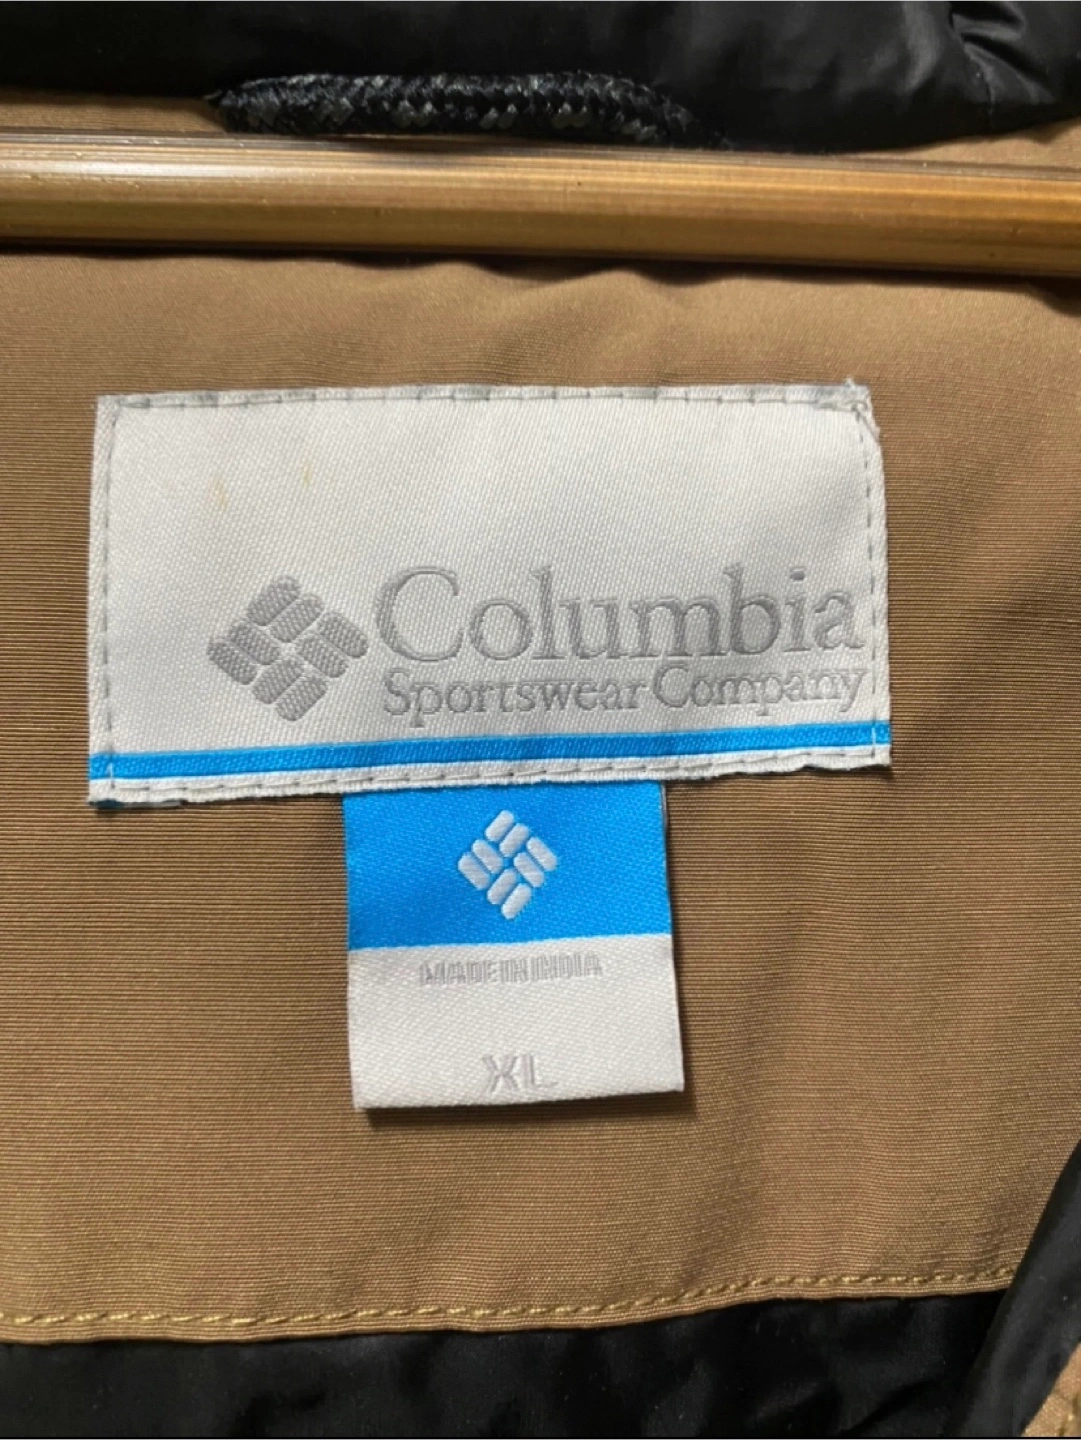 Columbia
Sportswear Company
MADE IN INDIA
XL